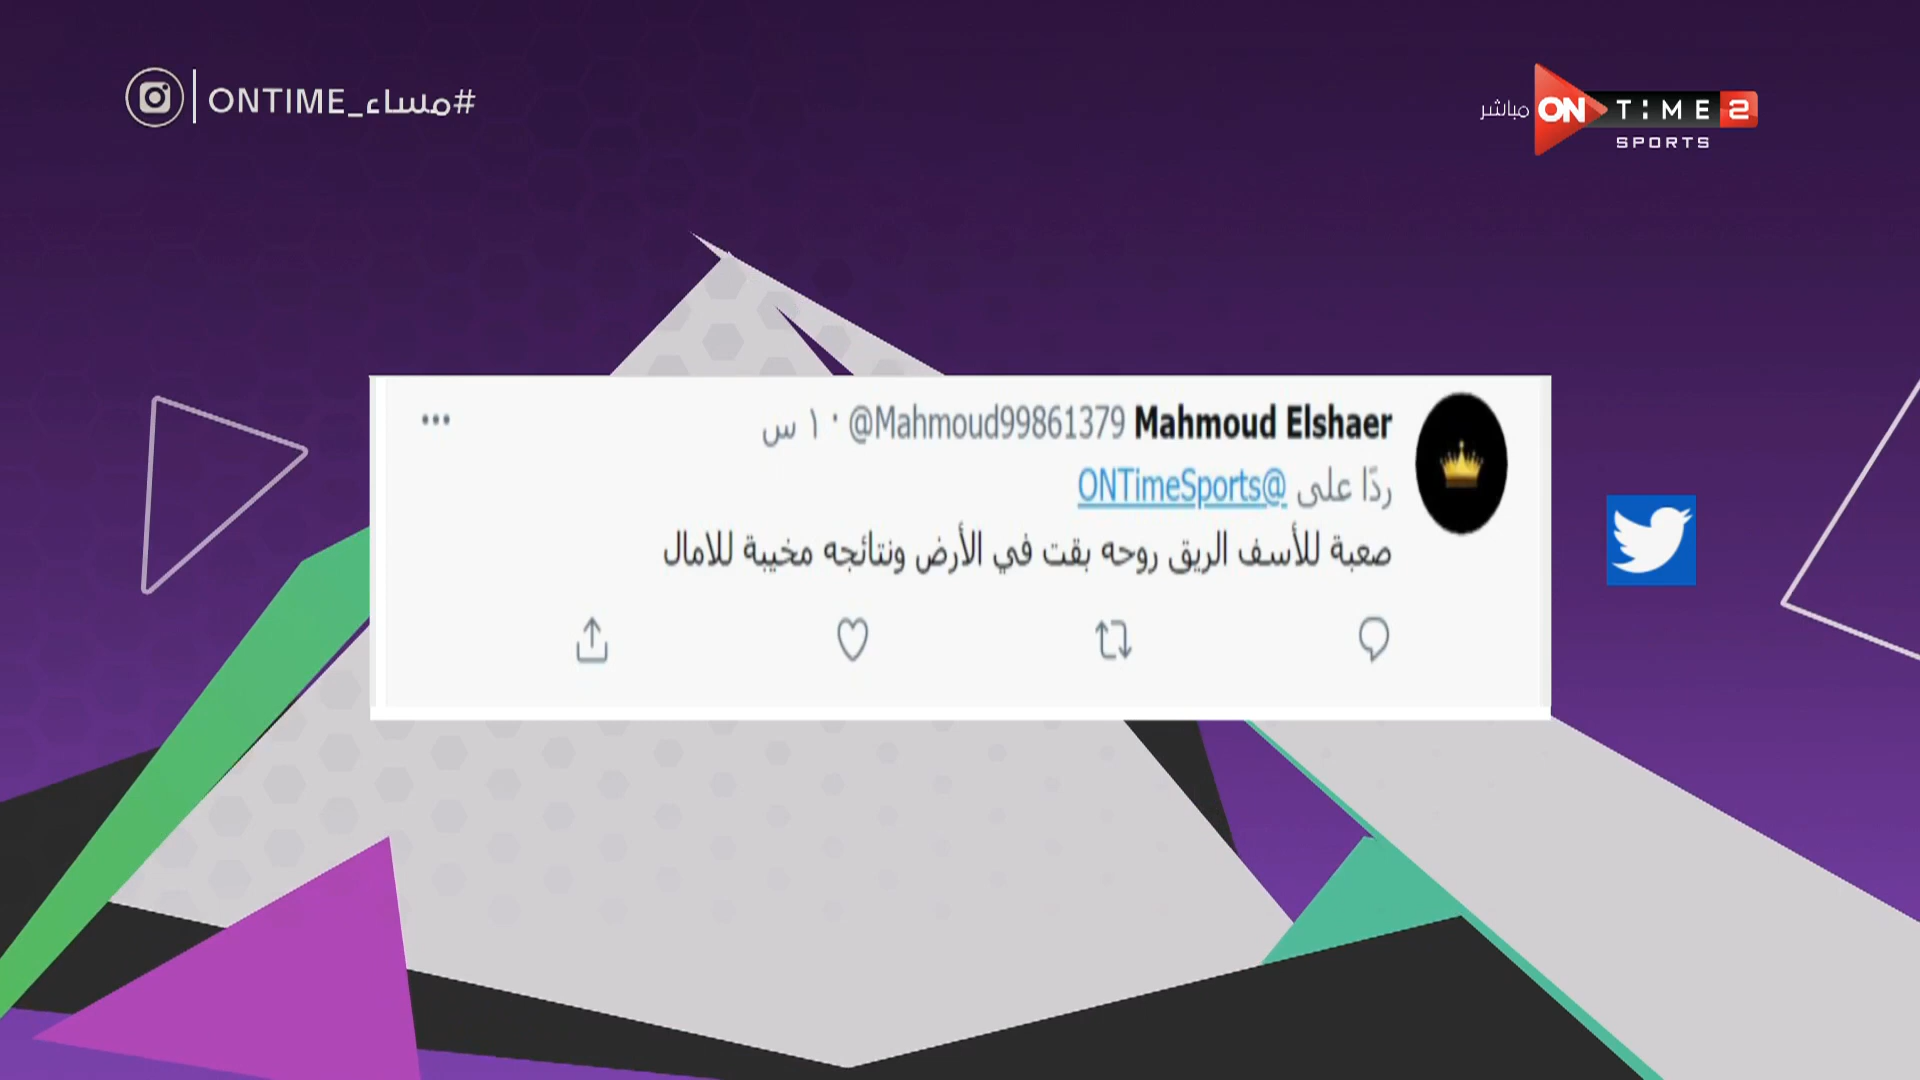 #مساء_ONTIME
مباشر ON TIME 2
SPORTS
Mahmoud Elshaer @Mahmoud99861379 · ١ س
ردًا على @ONTimeSports
صعبة للأسف الريق روحه بقت في الأرض ونتائجه مخيبة للامال